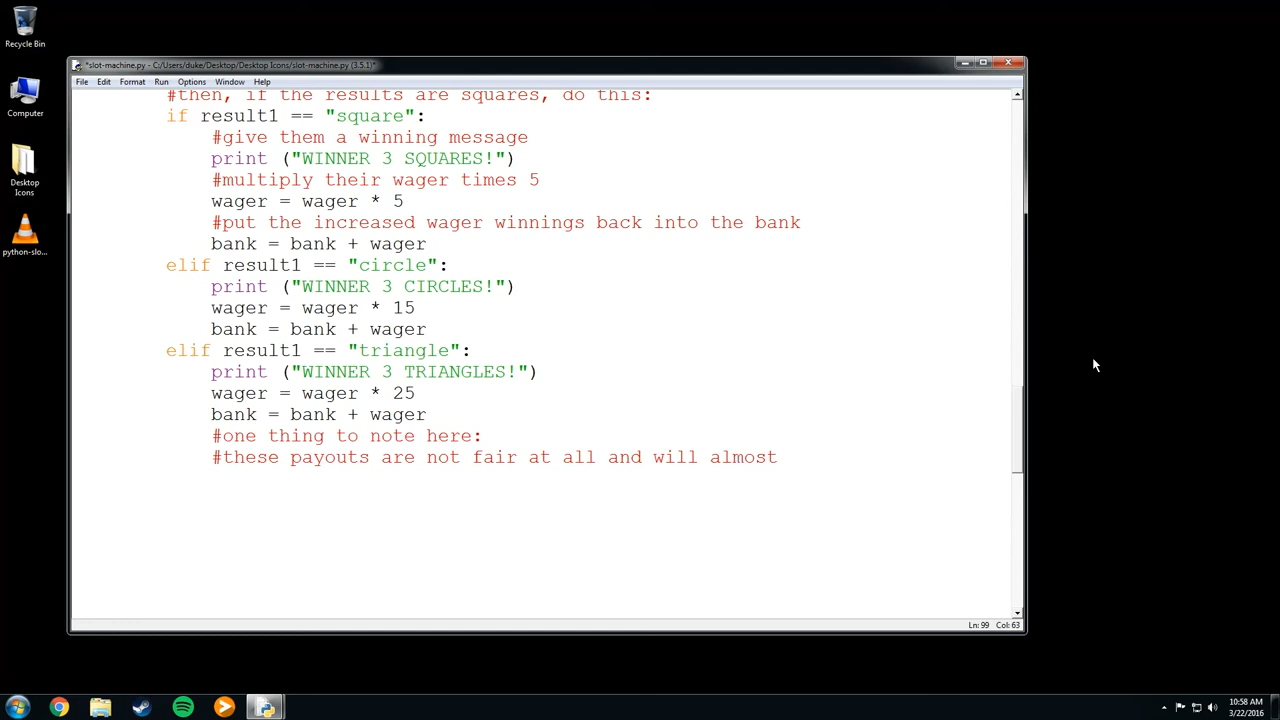 Recycle Bin
Computer
Desktop
Icons
python-slo...
*slot-machine.py - C:/Users/duke/Desktop/Desktop Icons/slot-machine.py (3.5.1)*
File Edit Format Run Options Window Help
#then, if the results are squares, do this:
if result1 == "square":
#give them a winning message
print ("WINNER 3 SQUARES!")
#multiply their wager times 5
wager = wager * 5
#put the increased wager winnings back into the bank
bank = bank + wager
elif result1 == "circle":
print ("WINNER 3 CIRCLES!")
wager = wager * 15
bank = bank + wager
elif result1 == "triangle":
print ("WINNER 3 TRIANGLES!")
wager = wager * 25
bank = bank + wager
#one thing to note here:
#these payouts are not fair at all and will almost
Ln: 99 Col: 63
10:58 AM
3/22/2016